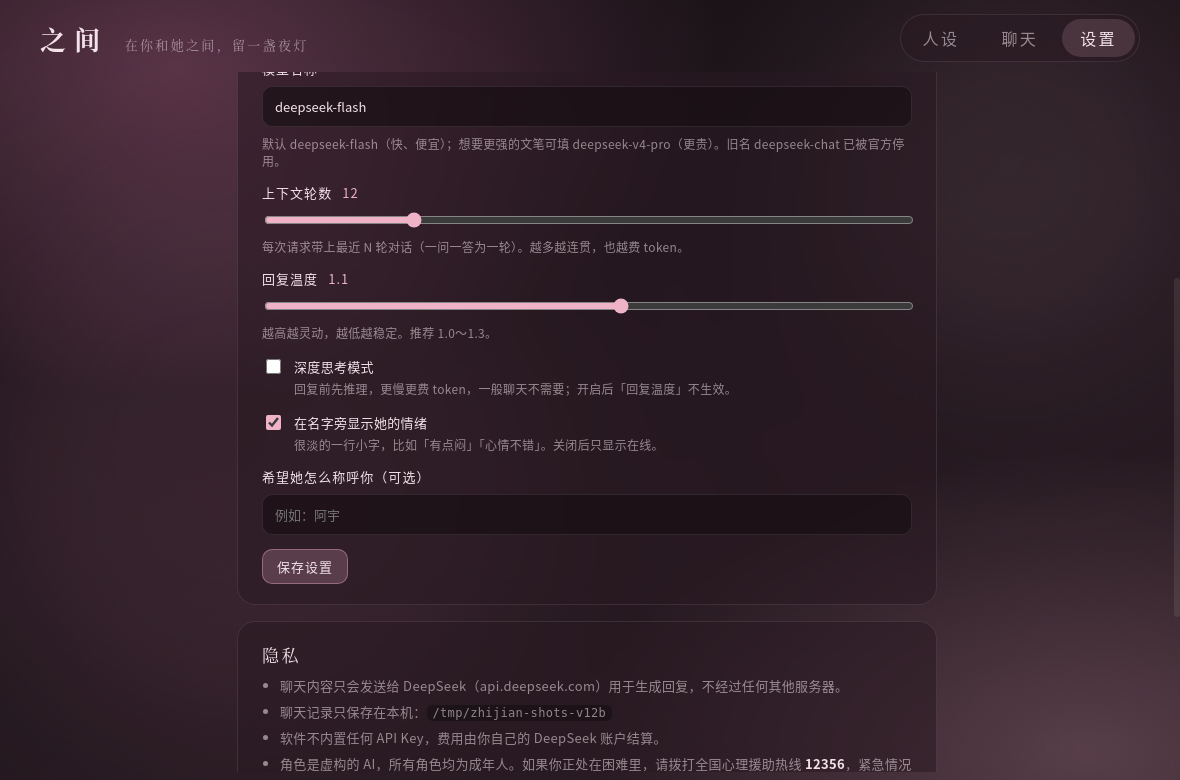 之间
在你和她之间，留一盏夜灯
人设
聊天
设置
模型名称
deepseek-flash
默认 deepseek-flash（快、便宜）；想要更强的文笔可填 deepseek-v4-pro（更贵）。旧名 deepseek-chat 已被官方停
用。
上下文轮数 12
每次请求带上最近 N 轮对话（一问一答为一轮）。越多越连贯，也越费 token。
回复温度 1.1
越高越灵动，越低越稳定。推荐 1.0～1.3。
深度思考模式
回复前先推理，更慢更费 token，一般聊天不需要；开启后「回复温度」不生效。
在名字旁显示她的情绪
很淡的一行小字，比如「有点闷」「心情不错」。关闭后只显示在线。
希望她怎么称呼你（可选）
例如：阿宇
保存设置
隐私
聊天内容只会发送给 DeepSeek（api.deepseek.com）用于生成回复，不经过任何其他服务器。
聊天记录只保存在本机： /tmp/zhijian-shots-v12b
软件不内置任何 API Key，费用由你自己的 DeepSeek 账户结算。
角色是虚构的 AI，所有角色均为成年人。如果你正处在困难里，请拨打全国心理援助热线 12356，紧急情况